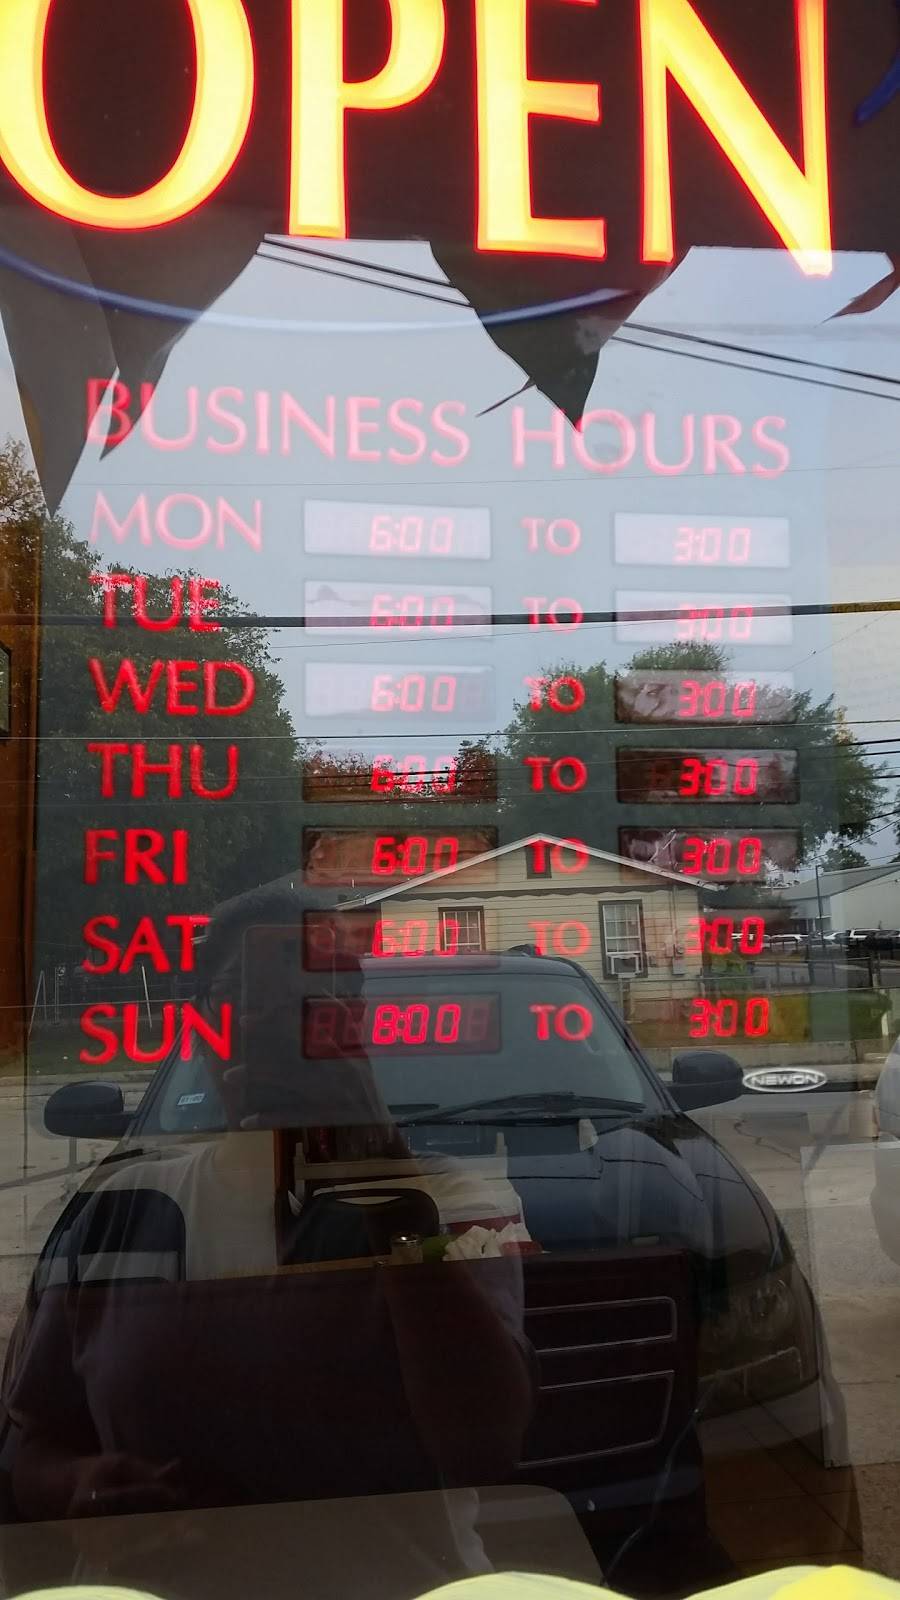 OPEN
BUSINESS HOURS
MON 6:00 TO 3:00
TUE 6:00 TO 3:00
WED 6:00 TO 3:00
THU 6:00 TO 3:00
FRI 6:00 TO 3:00
SAT 6:00 TO 3:00
SUN 8:00 TO 3:00
NEWON